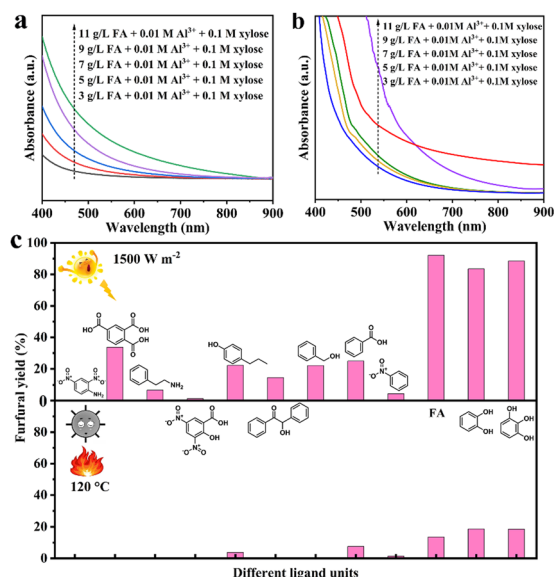 a
11 g/L FA + 0.01 M Al³⁺ + 0.1 M xylose
9 g/L FA + 0.01 M Al³⁺ + 0.1 M xylose
7 g/L FA + 0.01 M Al³⁺ + 0.1 M xylose
5 g/L FA + 0.01 M Al³⁺ + 0.1 M xylose
3 g/L FA + 0.01 M Al³⁺ + 0.1 M xylose
Absorbance (a.u.)
400 500 600 700 800 900
Wavelength (nm)
b
11 g/L FA + 0.01M Al³⁺+ 0.1M xylose
9 g/L FA + 0.01M Al³⁺+ 0.1M xylose
7 g/L FA + 0.01M Al³⁺+ 0.1M xylose
5 g/L FA + 0.01M Al³⁺+ 0.1M xylose
3 g/L FA + 0.01M Al³⁺+ 0.1M xylose
Absorbance (a.u.)
400 500 600 700 800 900
Wavelength (nm)
c
Furfural yield (%)
100
80
60
40
20
0
80
60
40
20
0
1500 W m⁻²
120 °C
FA
Different ligand units